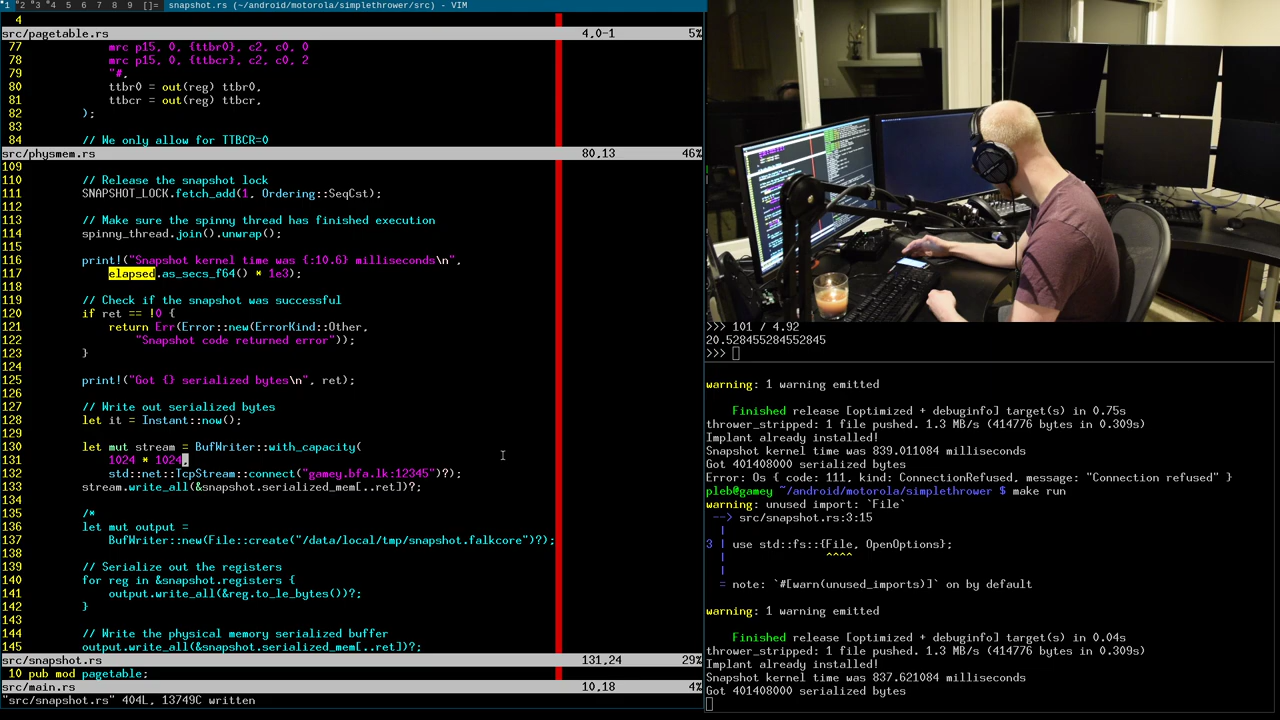 1 2 3 4 5 6 7 8 9 []= snapshot.rs (~/android/motorola/simplethrower/src) - VIM
4
src/pagetable.rs 4,0-1 5%
77 mrc p15, 0, {ttbr0}, c2, c0, 0
78 mrc p15, 0, {ttbcr}, c2, c0, 2
79 "#,
80 ttbr0 = out(reg) ttbr0,
81 ttbcr = out(reg) ttbcr,
82 );
83
84 // We only allow for TTBCR=0
src/physmem.rs 80,13 46%
109
110 // Release the snapshot lock
111 SNAPSHOT_LOCK.fetch_add(1, Ordering::SeqCst);
112
113 // Make sure the spinny thread has finished execution
114 spinny_thread.join().unwrap();
115
116 print!("Snapshot kernel time was {:10.6} milliseconds\n",
117 elapsed.as_secs_f64() * 1e3);
118
119 // Check if the snapshot was successful
120 if ret == !0 {
121 return Err(Error::new(ErrorKind::Other,
122 "Snapshot code returned error"));
123 }
124
125 print!("Got {} serialized bytes\n", ret);
126
127 // Write out serialized bytes
128 let it = Instant::now();
129
130 let mut stream = BufWriter::with_capacity(
131 1024 * 1024,
132 std::net::TcpStream::connect("gamey.bfa.lk:12345")?);
133 stream.write_all(&snapshot.serialized_mem[..ret])?;
134
135 /*
136 let mut output =
137 BufWriter::new(File::create("/data/local/tmp/snapshot.falkcore")?);
138
139 // Serialize out the registers
140 for reg in &snapshot.registers {
141 output.write_all(&reg.to_le_bytes())?;
142 }
143
144 // Write the physical memory serialized buffer
145 output.write_all(&snapshot.serialized_mem[..ret])?;
src/snapshot.rs 131,24 29%
10 pub mod pagetable;
src/main.rs 10,18 4%
"src/snapshot.rs" 404L, 13749C written
>>> 101 / 4.92
20.528455284552845
>>>
warning: 1 warning emitted
Finished release [optimized + debuginfo] target(s) in 0.75s
thrower_stripped: 1 file pushed. 1.3 MB/s (414776 bytes in 0.309s)
Implant already installed!
Snapshot kernel time was 839.011084 milliseconds
Got 401408000 serialized bytes
Error: Os { code: 111, kind: ConnectionRefused, message: "Connection refused" }
pleb@gamey ~/android/motorola/simplethrower $ make run
warning: unused import: `File`
--> src/snapshot.rs:3:15
|
3 | use std::fs::{File, OpenOptions};
| ^^^^
|
= note: `#[warn(unused_imports)]` on by default
warning: 1 warning emitted
Finished release [optimized + debuginfo] target(s) in 0.04s
thrower_stripped: 1 file pushed. 1.3 MB/s (414776 bytes in 0.309s)
Implant already installed!
Snapshot kernel time was 837.621084 milliseconds
Got 401408000 serialized bytes